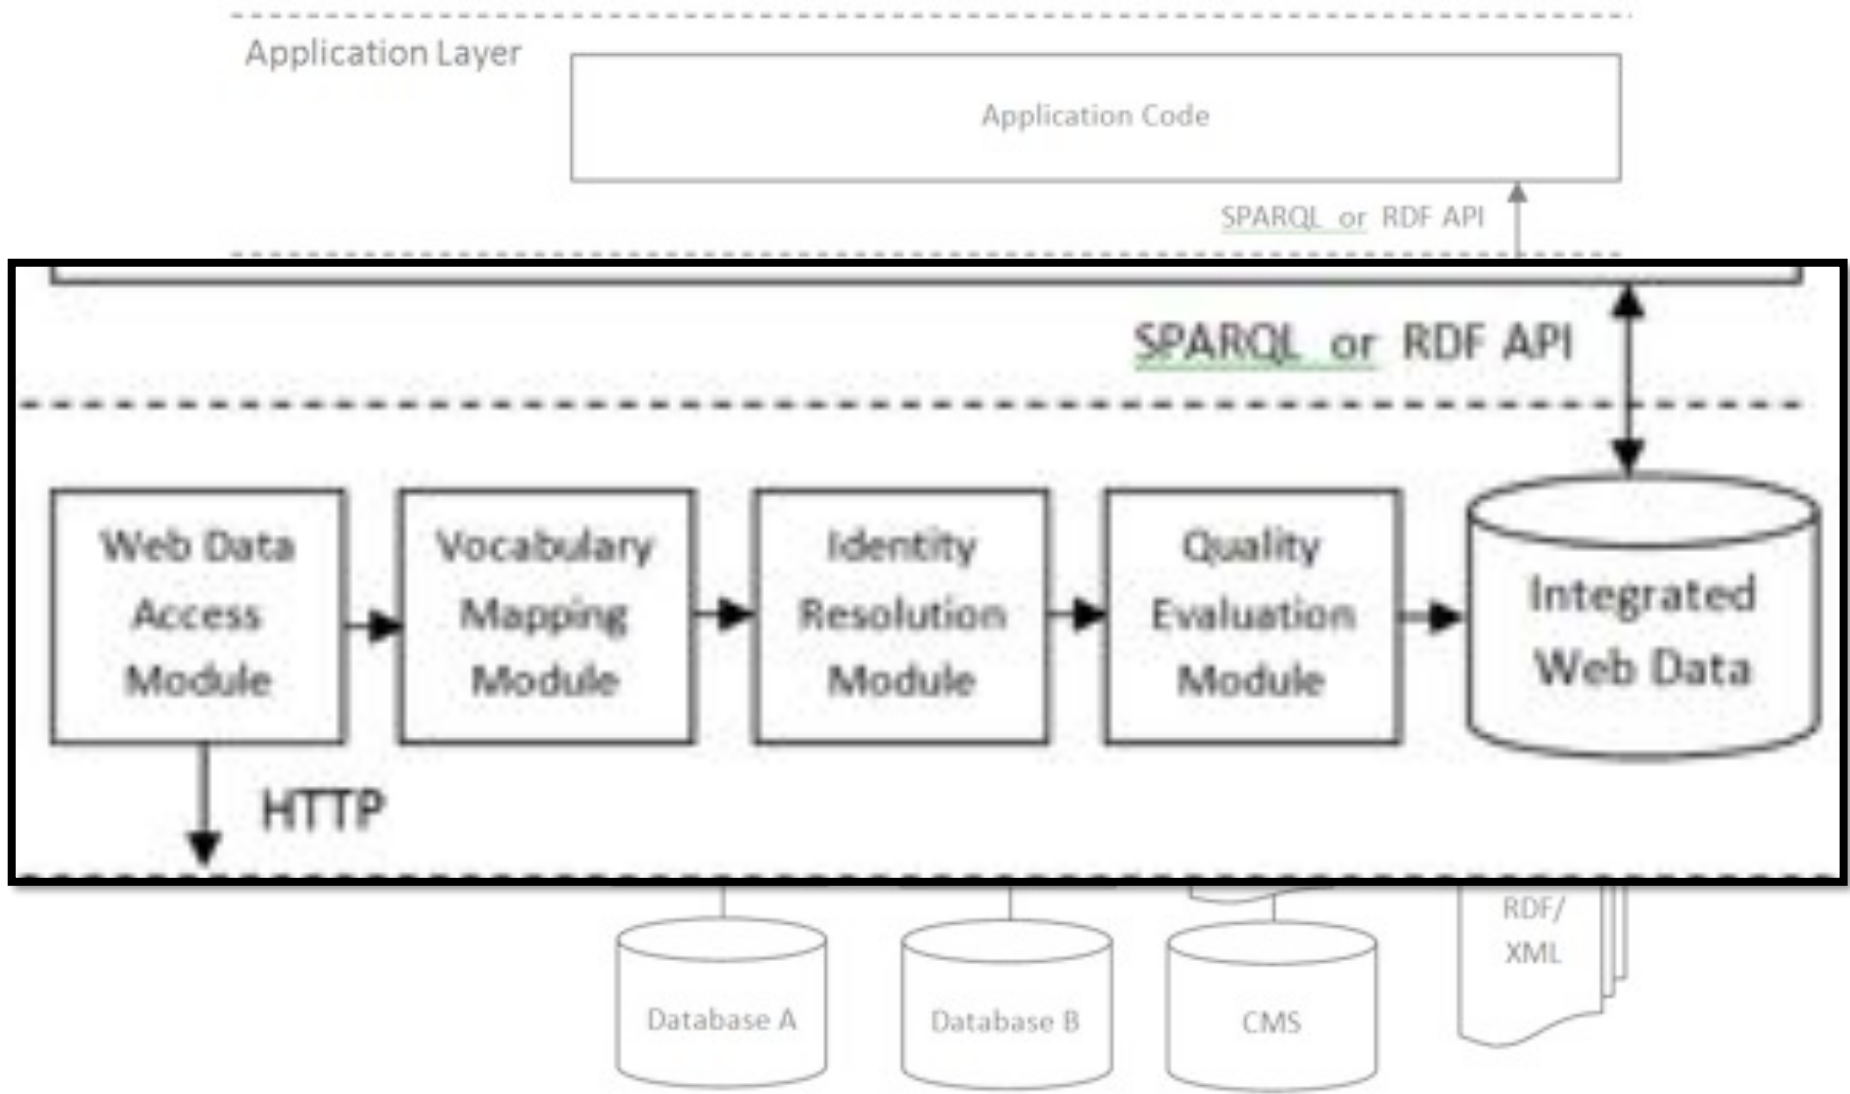 Application Layer
Application Code
SPARQL or RDF API
SPARQL or RDF API
Web Data
Access
Module
Vocabulary
Mapping
Module
Identity
Resolution
Module
Quality
Evaluation
Module
Integrated
Web Data
HTTP
Database A
Database B
CMS
RDF/
XML